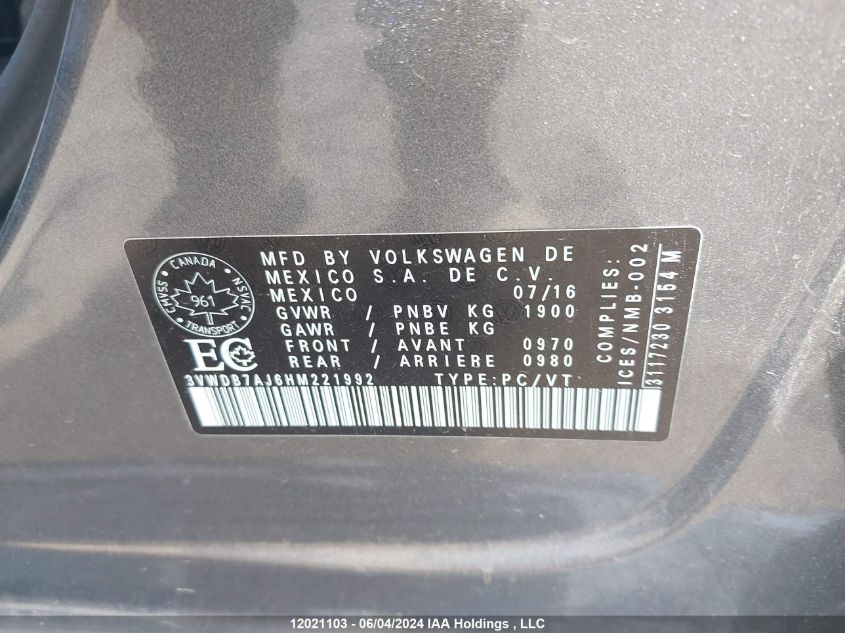 CANADA
CMVSS
NSVAC
961
TRANSPORT
EC
MFD BY VOLKSWAGEN DE
MEXICO S.A. DE C.V.
MEXICO 07/16
GVWR / PNBV KG 1900
GAWR / PNBE KG
FRONT / AVANT 0970
REAR / ARRIERE 0980
3VWDB7AJ6HM221992 TYPE:PC/VT
COMPLIES:
ICES/NMB-002
3117230 3154 M
12021103 - 06/04/2024 IAA Holdings , LLC